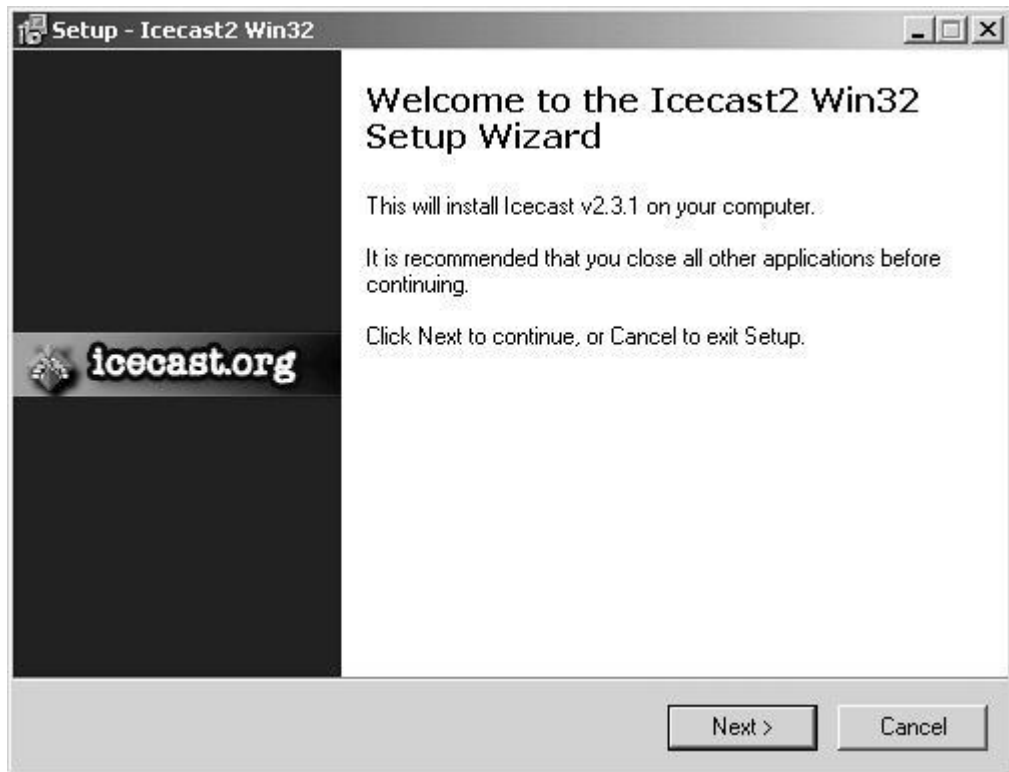 Setup - Icecast2 Win32
Welcome to the Icecast2 Win32
Setup Wizard
This will install Icecast v2.3.1 on your computer.
It is recommended that you close all other applications before
continuing.
Click Next to continue, or Cancel to exit Setup.
icecast.org
Next >
Cancel